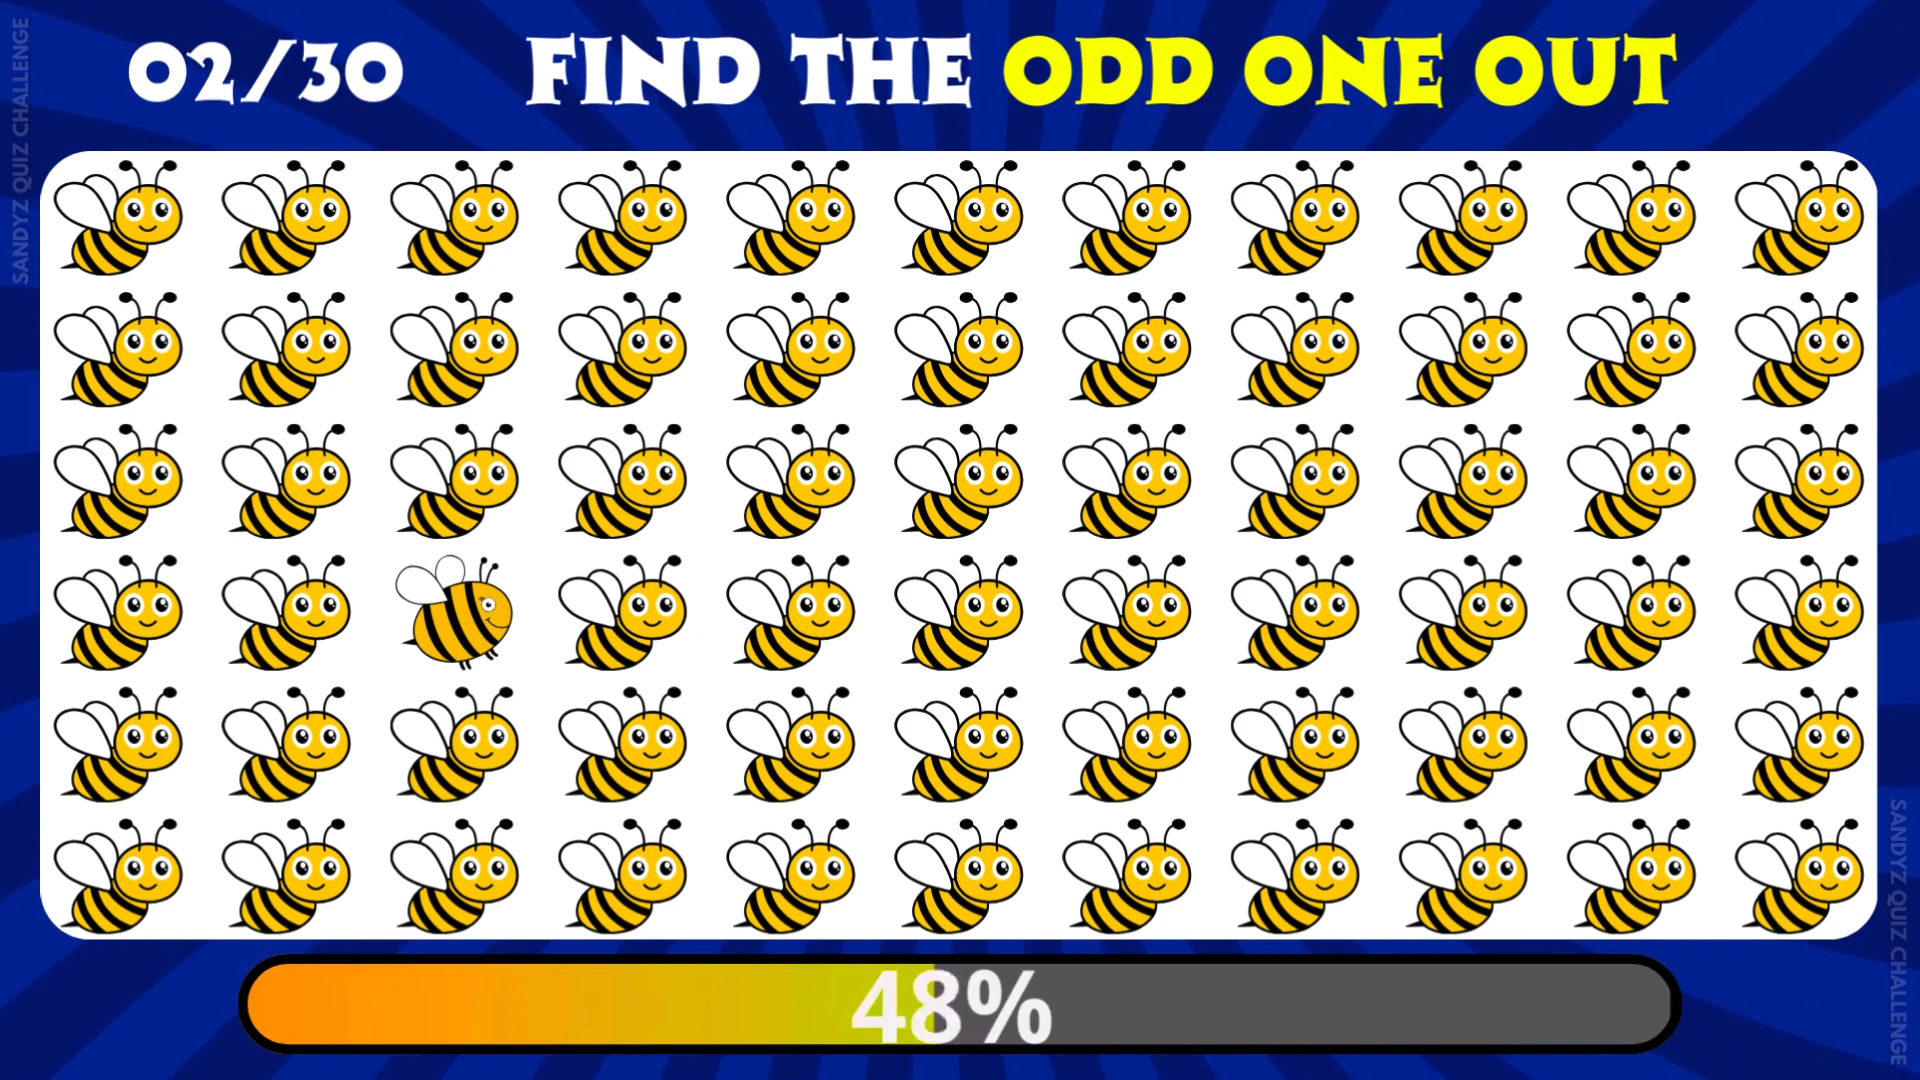 02/30 FIND THE ODD ONE OUT
SANDYZ QUIZ CHALLENGE
48%
SANDYZ QUIZ CHALLENGE